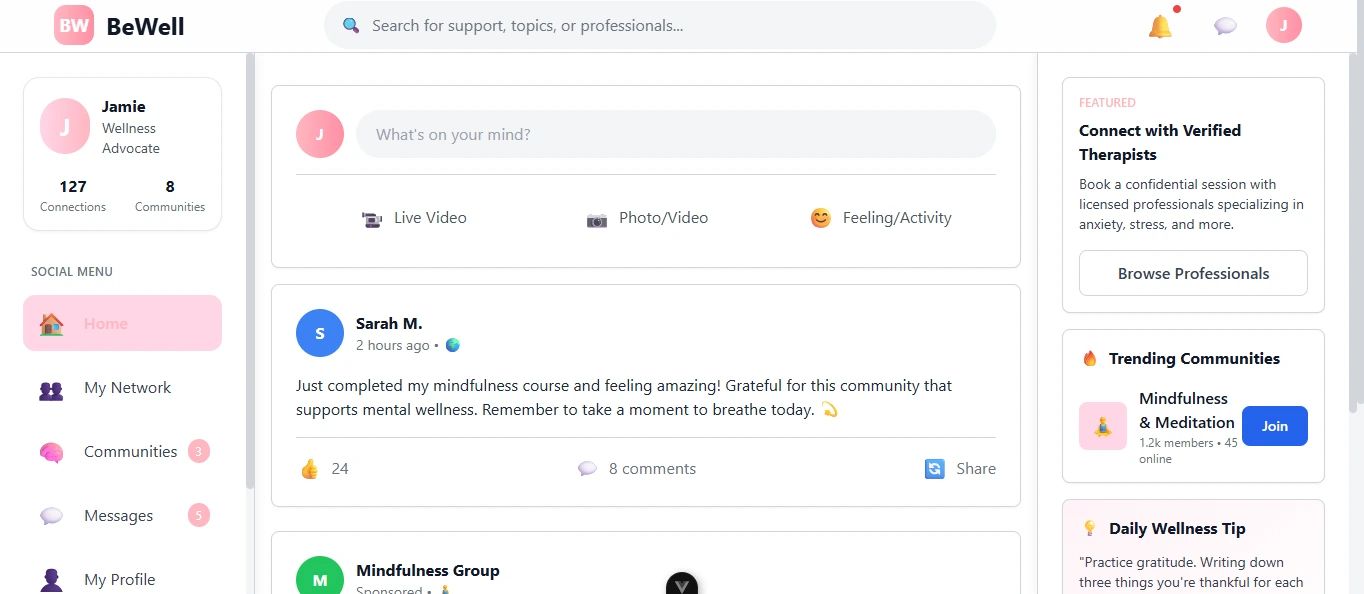 BW BeWell
Search for support, topics, or professionals...
J
J
Jamie
Wellness
Advocate
127
Connections
8
Communities
SOCIAL MENU
Home
My Network
Communities 3
Messages 5
My Profile
J
What's on your mind?
Live Video
Photo/Video
Feeling/Activity
S
Sarah M.
2 hours ago •
Just completed my mindfulness course and feeling amazing! Grateful for this community that
supports mental wellness. Remember to take a moment to breathe today.
24
8 comments
Share
M
Mindfulness Group
Sponsored •
FEATURED
Connect with Verified
Therapists
Book a confidential session with
licensed professionals specializing in
anxiety, stress, and more.
Browse Professionals
Trending Communities
Mindfulness
& Meditation
1.2k members • 45
online
Join
Daily Wellness Tip
"Practice gratitude. Writing down
three things you're thankful for each